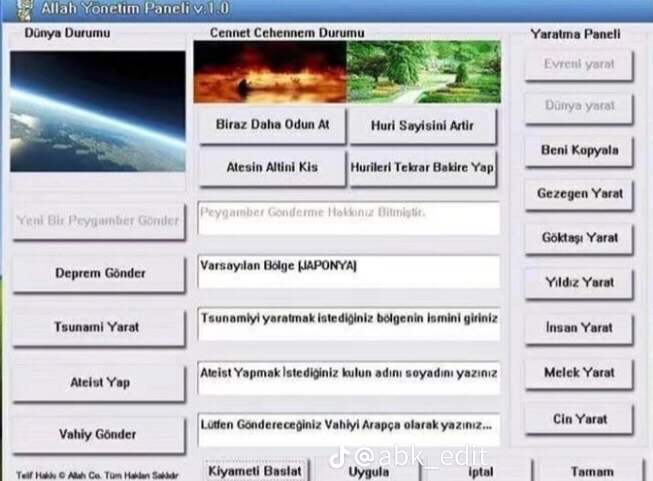 Allah Yönetim Paneli v.1.0
Dünya Durumu
Cennet Cehennem Durumu
Yaratma Paneli
Evreni yarat
Dünya yarat
Biraz Daha Odun At
Huri Sayisini Artir
Beni Kopyala
Atesin Altini Kis
Hurileri Tekrar Bakire Yap
Gezegen Yarat
Yeni Bir Peygamber Gönder
Peygamber Gönderme Hakkınız Bitmiştir.
Göktaşı Yarat
Deprem Gönder
Varsayılan Bölge (JAPONYA)
Yıldız Yarat
Tsunami Yarat
Tsunamiyi yaratmak istediğiniz bölgenin ismini giriniz
İnsan Yarat
Ateist Yap
Ateist Yapmak İstediğiniz kulun adını soyadını yazınız
Melek Yarat
Vahiy Gönder
Lütfen Göndereceğiniz Vahiyi Arapça olarak yazınız...
Cin Yarat
@abk_edit
Telif Hakkı © Allah Co. Tüm Hakları Saklıdır
Kiyameti Baslat
Uygula
İptal
Tamam